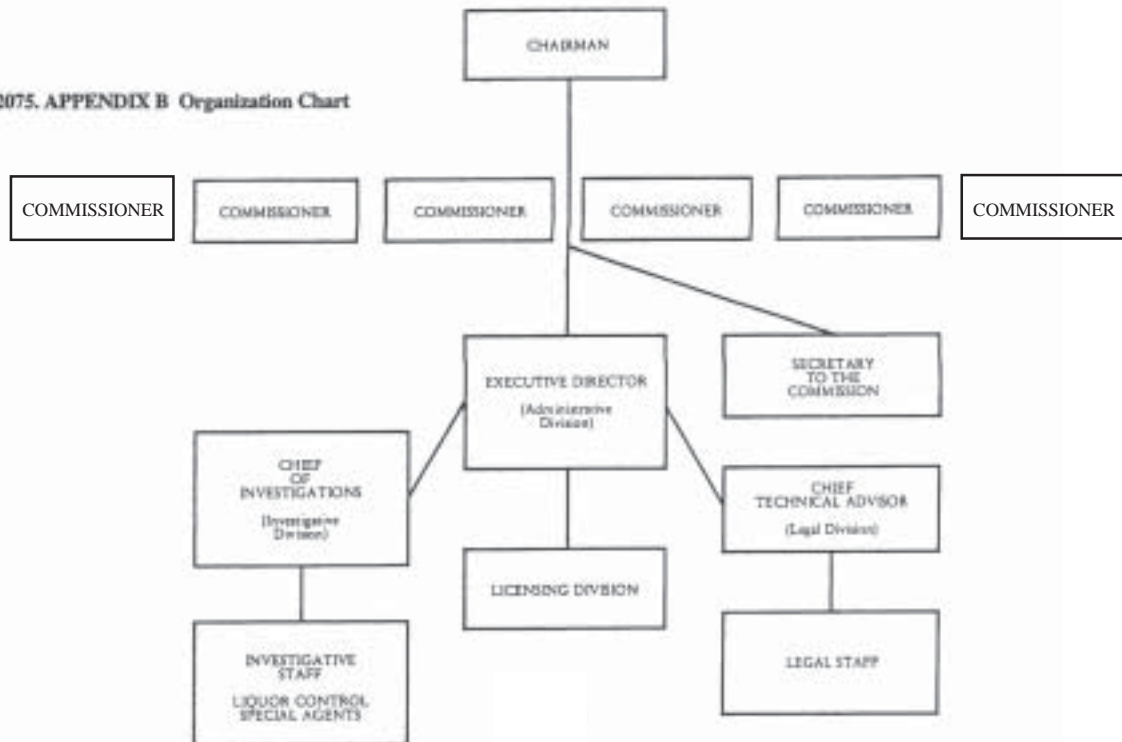 CHAIRMAN
2075. APPENDIX B Organization Chart
COMMISSIONER
COMMISSIONER
COMMISSIONER
COMMISSIONER
COMMISSIONER
COMMISSIONER
EXECUTIVE DIRECTOR
(Administrative
Division)
SECRETARY
TO THE
COMMISSION
CHIEF
OF
INVESTIGATIONS
(Investigative
Division)
CHIEF
TECHNICAL ADVISOR
(Legal Division)
LICENSING DIVISION
INVESTIGATIVE
STAFF
LIQUOR CONTROL
SPECIAL AGENTS
LEGAL STAFF